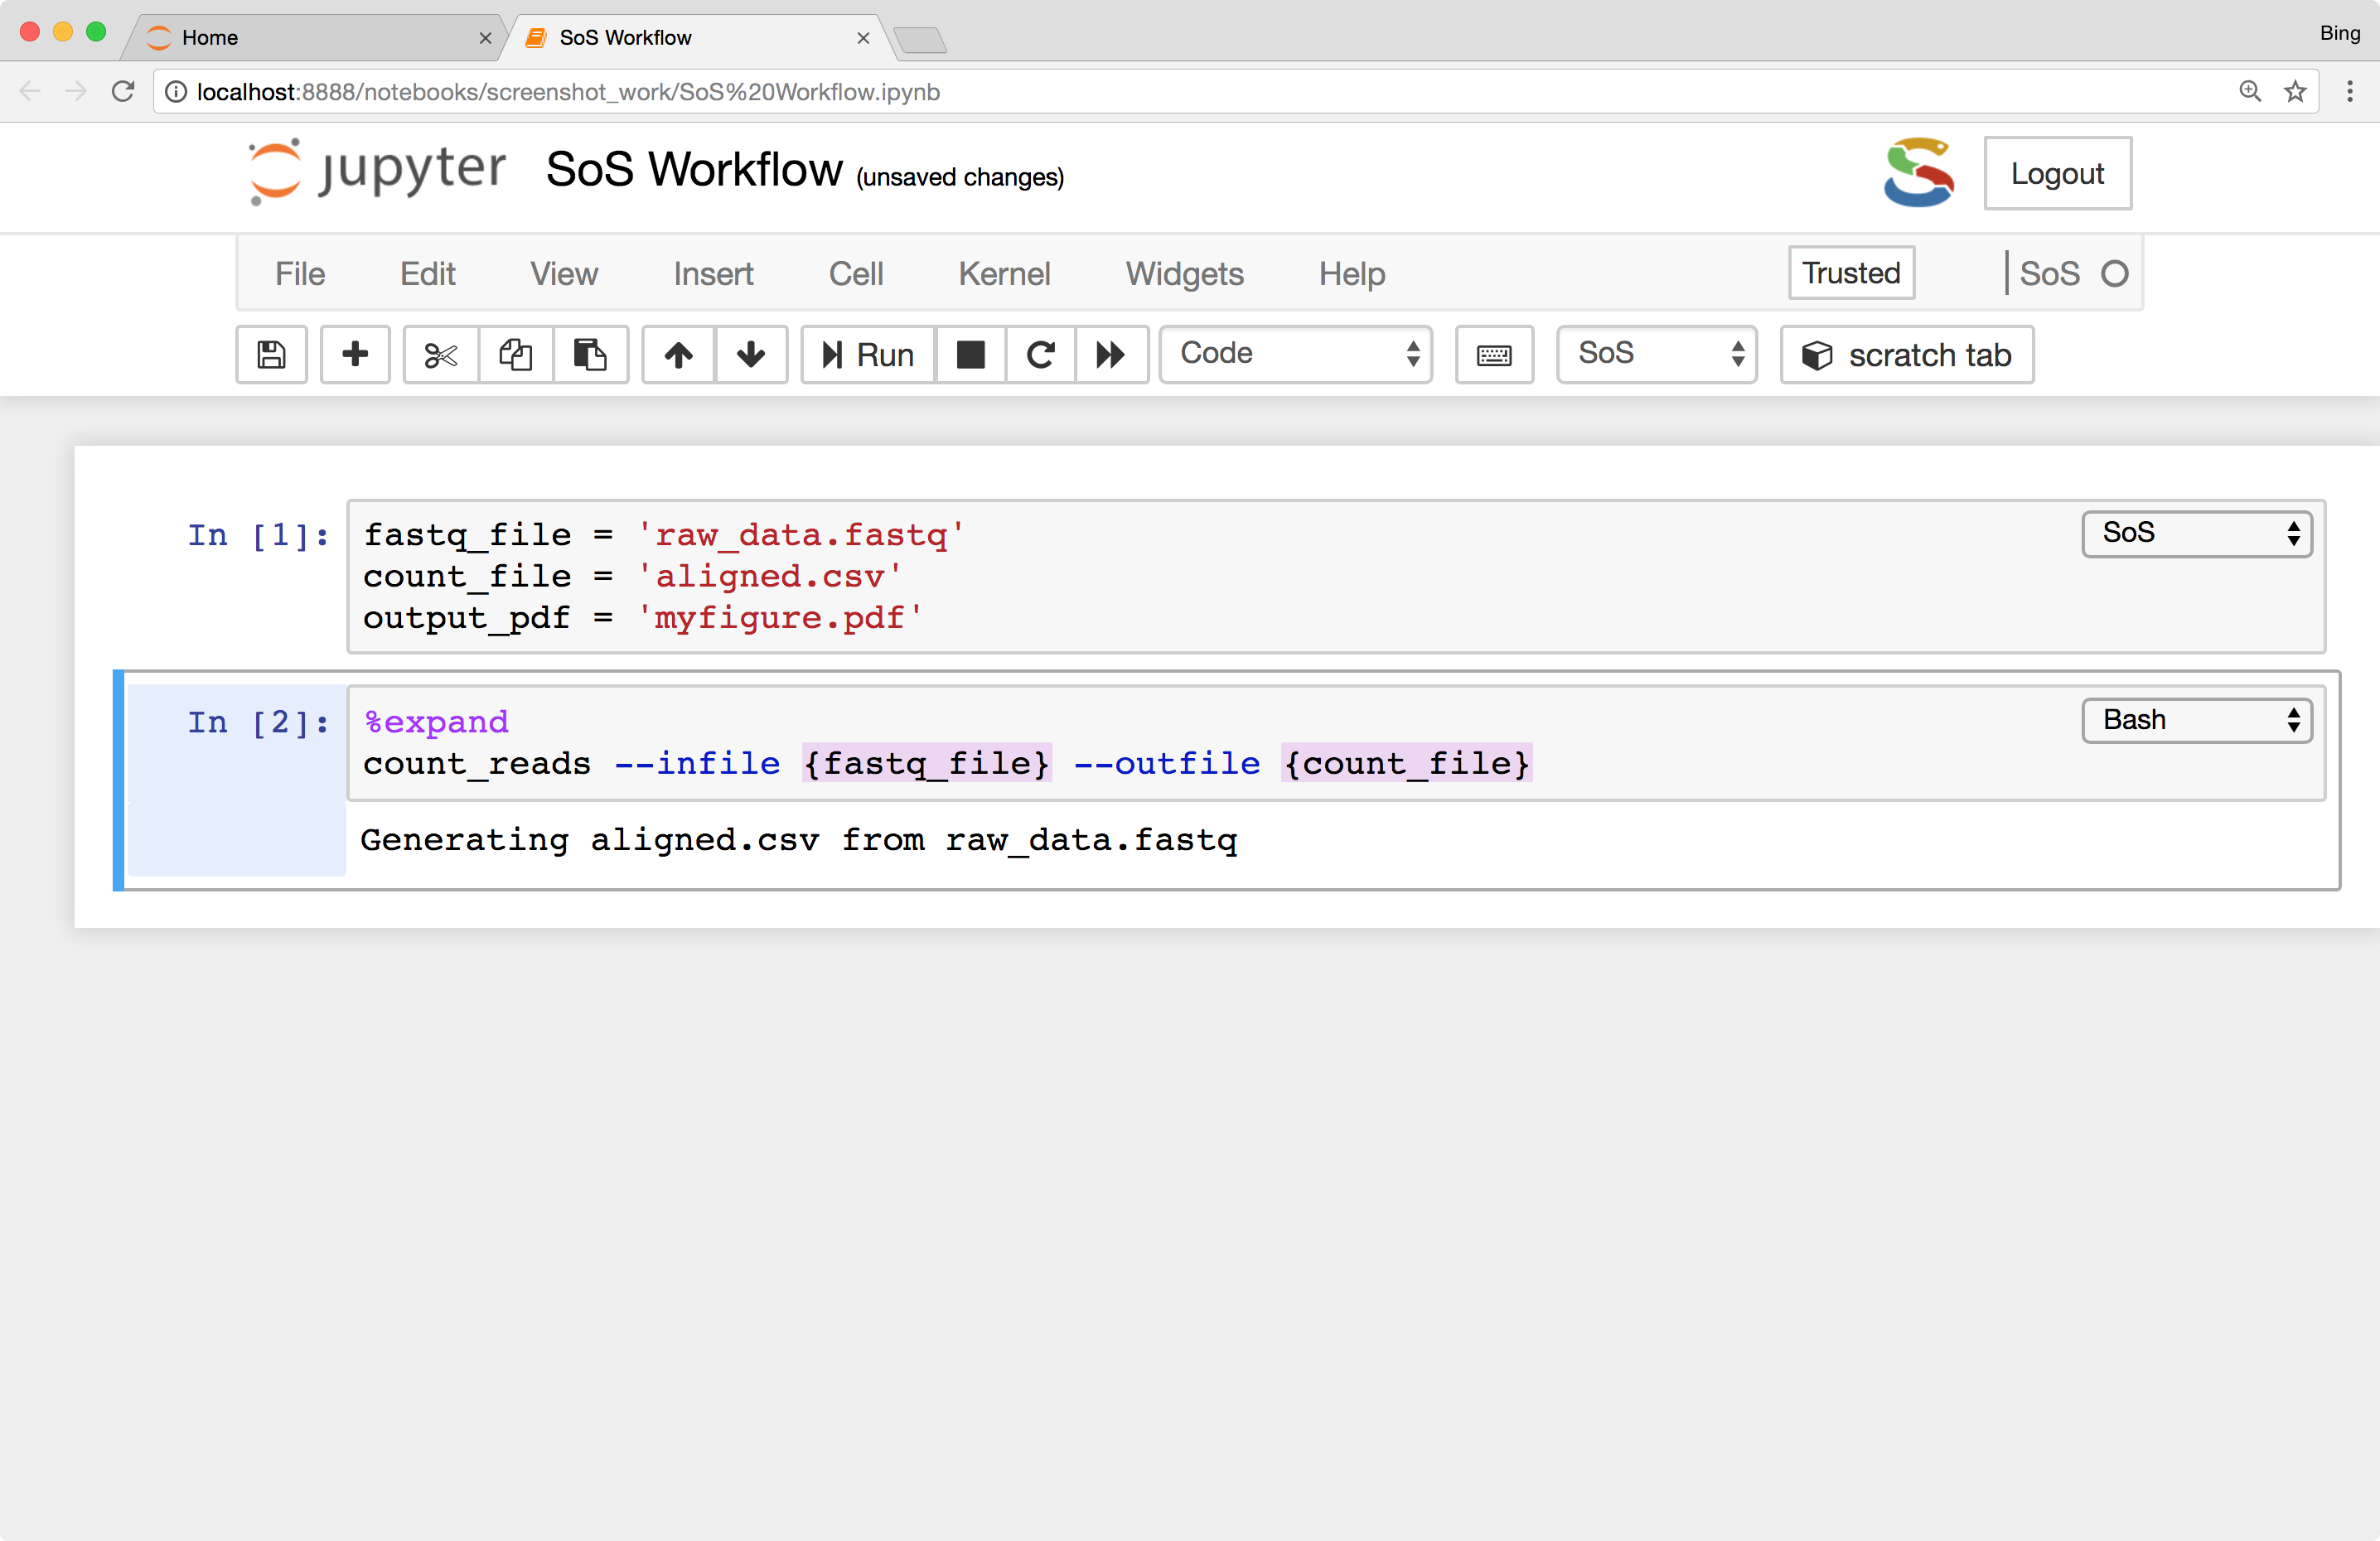 Home
SoS Workflow
Bing
localhost:8888/notebooks/screenshot_work/SoS%20Workflow.ipynb
jupyter SoS Workflow (unsaved changes)
Logout
File Edit View Insert Cell Kernel Widgets Help Trusted SoS
Run Code SoS scratch tab
In [1]: fastq_file = 'raw_data.fastq' SoS
count_file = 'aligned.csv'
output_pdf = 'myfigure.pdf'
In [2]: %expand Bash
count_reads --infile {fastq_file} --outfile {count_file}
Generating aligned.csv from raw_data.fastq